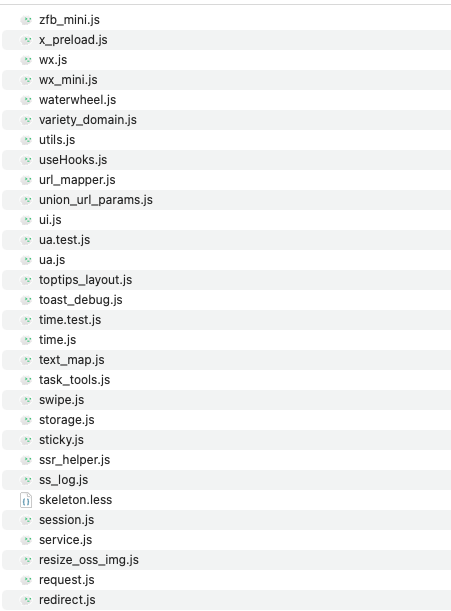 zfb_mini.js
x_preload.js
wx.js
wx_mini.js
waterwheel.js
variety_domain.js
utils.js
useHooks.js
url_mapper.js
union_url_params.js
ui.js
ua.test.js
ua.js
toptips_layout.js
toast_debug.js
time.test.js
time.js
text_map.js
task_tools.js
swipe.js
storage.js
sticky.js
ssr_helper.js
ss_log.js
skeleton.less
session.js
service.js
resize_oss_img.js
request.js
redirect.js